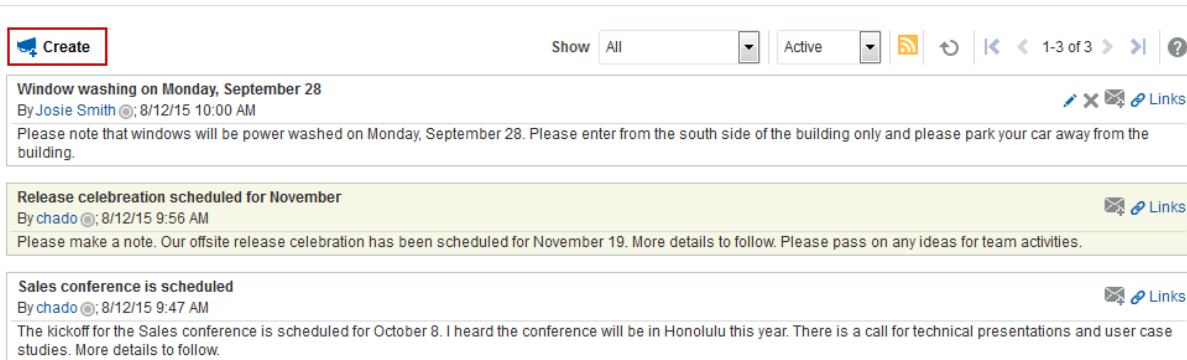 Create Show All Active 1-3 of 3 ?
Window washing on Monday, September 28
By Josie Smith ; 8/12/15 10:00 AM Links
Please note that windows will be power washed on Monday, September 28. Please enter from the south side of the building only and please park your car away from the
building.
Release celebreation scheduled for November
By chado ; 8/12/15 9:56 AM Links
Please make a note. Our offsite release celebration has been scheduled for November 19. More details to follow. Please pass on any ideas for team activities.
Sales conference is scheduled
By chado ; 8/12/15 9:47 AM Links
The kickoff for the Sales conference is scheduled for October 8. I heard the conference will be in Honolulu this year. There is a call for technical presentations and user case
studies. More details to follow.